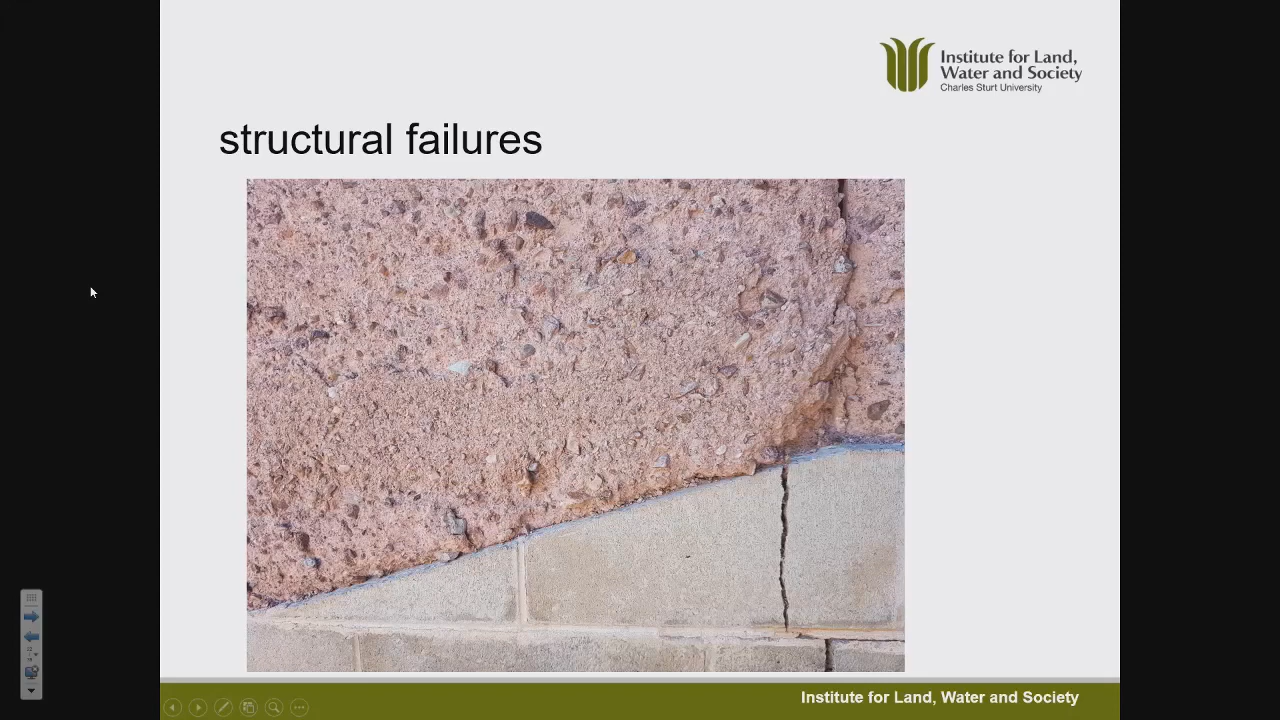 Institute for Land,
Water and Society
Charles Sturt University
structural failures
Institute for Land, Water and Society